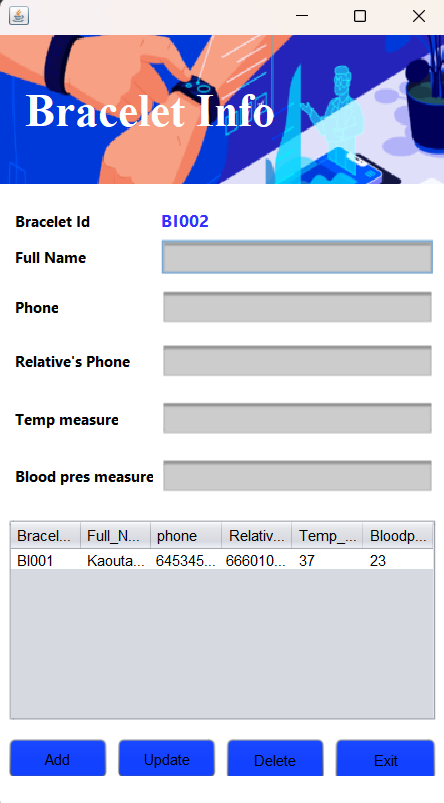 Bracelet Info
Bracelet Id BI002
Full Name
Phone
Relative's Phone
Temp measure
Blood pres measure
Bracel... Full_N... phone Relativ... Temp_... Bloodp...
BI001 Kaouta... 645345... 666010... 37 23
Add Update Delete Exit